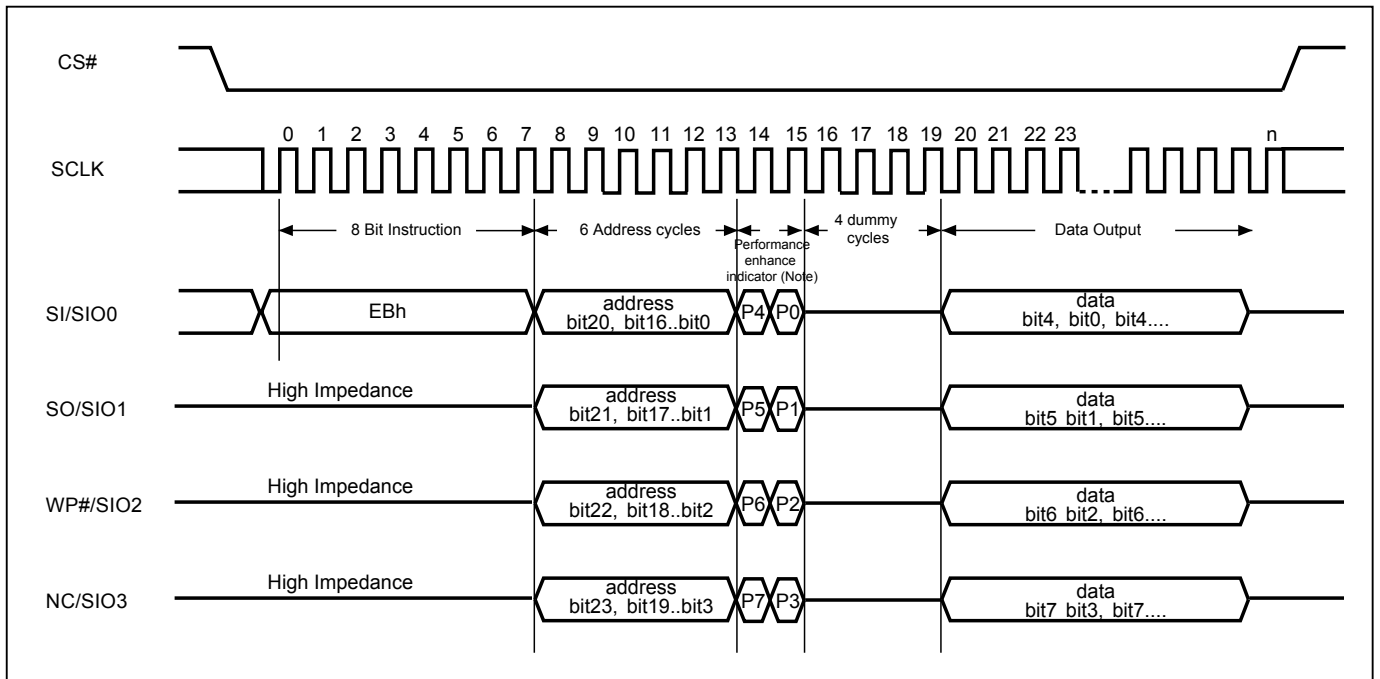 CS#
0 1 2 3 4 5 6 7 8 9 10 11 12 13 14 15 16 17 18 19 20 21 22 23 n
SCLK
8 Bit Instruction
6 Address cycles
Performance
enhance
indicator (Note)
4 dummy
cycles
Data Output
SI/SIO0
EBh
address
bit20, bit16..bit0
P4 P0
data
bit4, bit0, bit4....
SO/SIO1
High Impedance
address
bit21, bit17..bit1
P5 P1
data
bit5 bit1, bit5....
WP#/SIO2
High Impedance
address
bit22, bit18..bit2
P6 P2
data
bit6 bit2, bit6....
NC/SIO3
High Impedance
address
bit23, bit19..bit3
P7 P3
data
bit7 bit3, bit7....